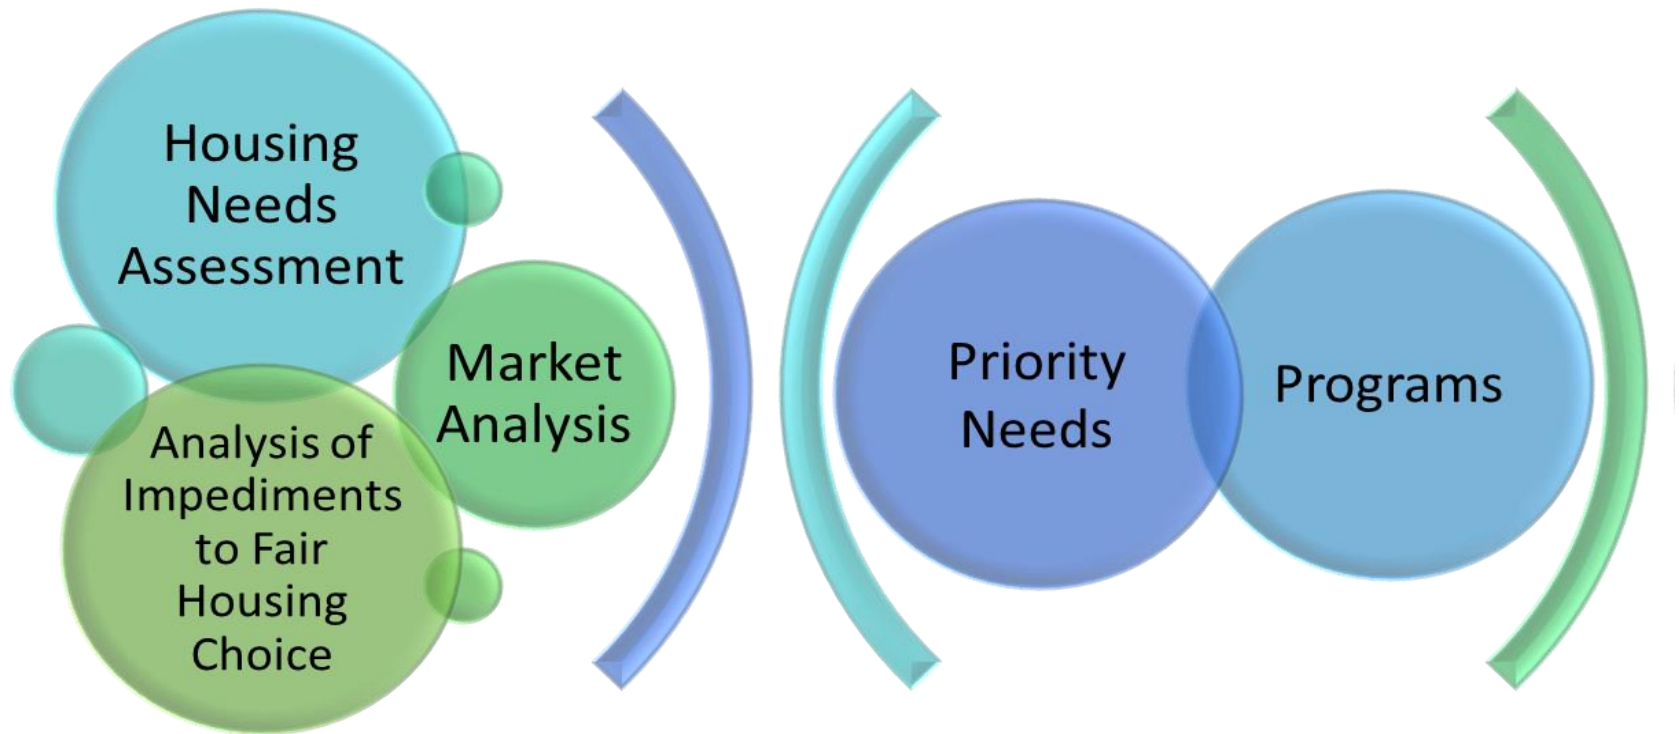 Housing
Needs
Assessment
Market
Analysis
Analysis of
Impediments
to Fair
Housing
Choice
Priority
Needs
Programs